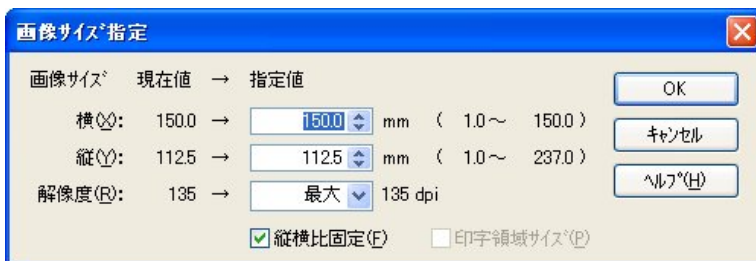 画像サイズ指定
画像サイズ 現在値 → 指定値
横(X): 150.0 → 150.0 mm ( 1.0～ 150.0 )
縦(Y): 112.5 → 112.5 mm ( 1.0～ 237.0 )
解像度(R): 135 → 最大 135 dpi
縦横比固定(F) 印字領域サイズ(P)
OK
キャンセル
ヘルプ(H)